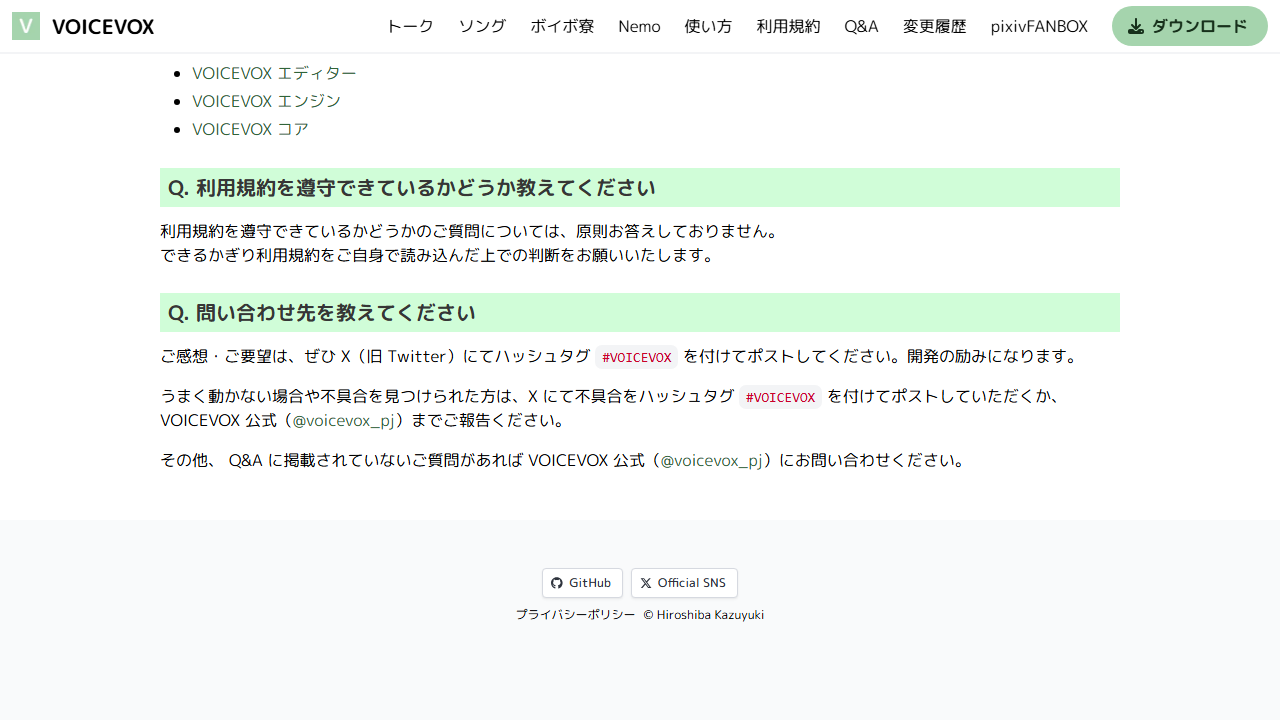 V VOICEVOX トーク ソング ボイボ寮 Nemo 使い方 利用規約 Q&A 変更履歴 pixivFANBOX ダウンロード
VOICEVOX エディター
VOICEVOX エンジン
VOICEVOX コア
Q. 利用規約を遵守できているかどうか教えてください
利用規約を遵守できているかどうかのご質問については、原則お答えしておりません。
できるかぎり利用規約をご自身で読み込んだ上での判断をお願いいたします。
Q. 問い合わせ先を教えてください
ご感想・ご要望は、ぜひ X（旧 Twitter）にてハッシュタグ #VOICEVOX を付けてポストしてください。開発の励みになります。
うまく動かない場合や不具合を見つけられた方は、X にて不具合をハッシュタグ #VOICEVOX を付けてポストしていただくか、
VOICEVOX 公式（@voicevox_pj）までご報告ください。
その他、 Q&A に掲載されていないご質問があれば VOICEVOX 公式（@voicevox_pj）にお問い合わせください。
GitHub Official SNS
プライバシーポリシー © Hiroshiba Kazuyuki